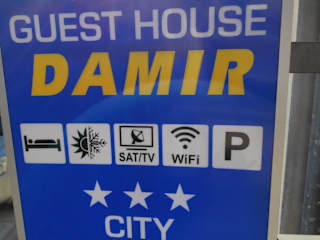 GUEST HOUSE
DAMIR
SAT/TV WiFi P
CITY